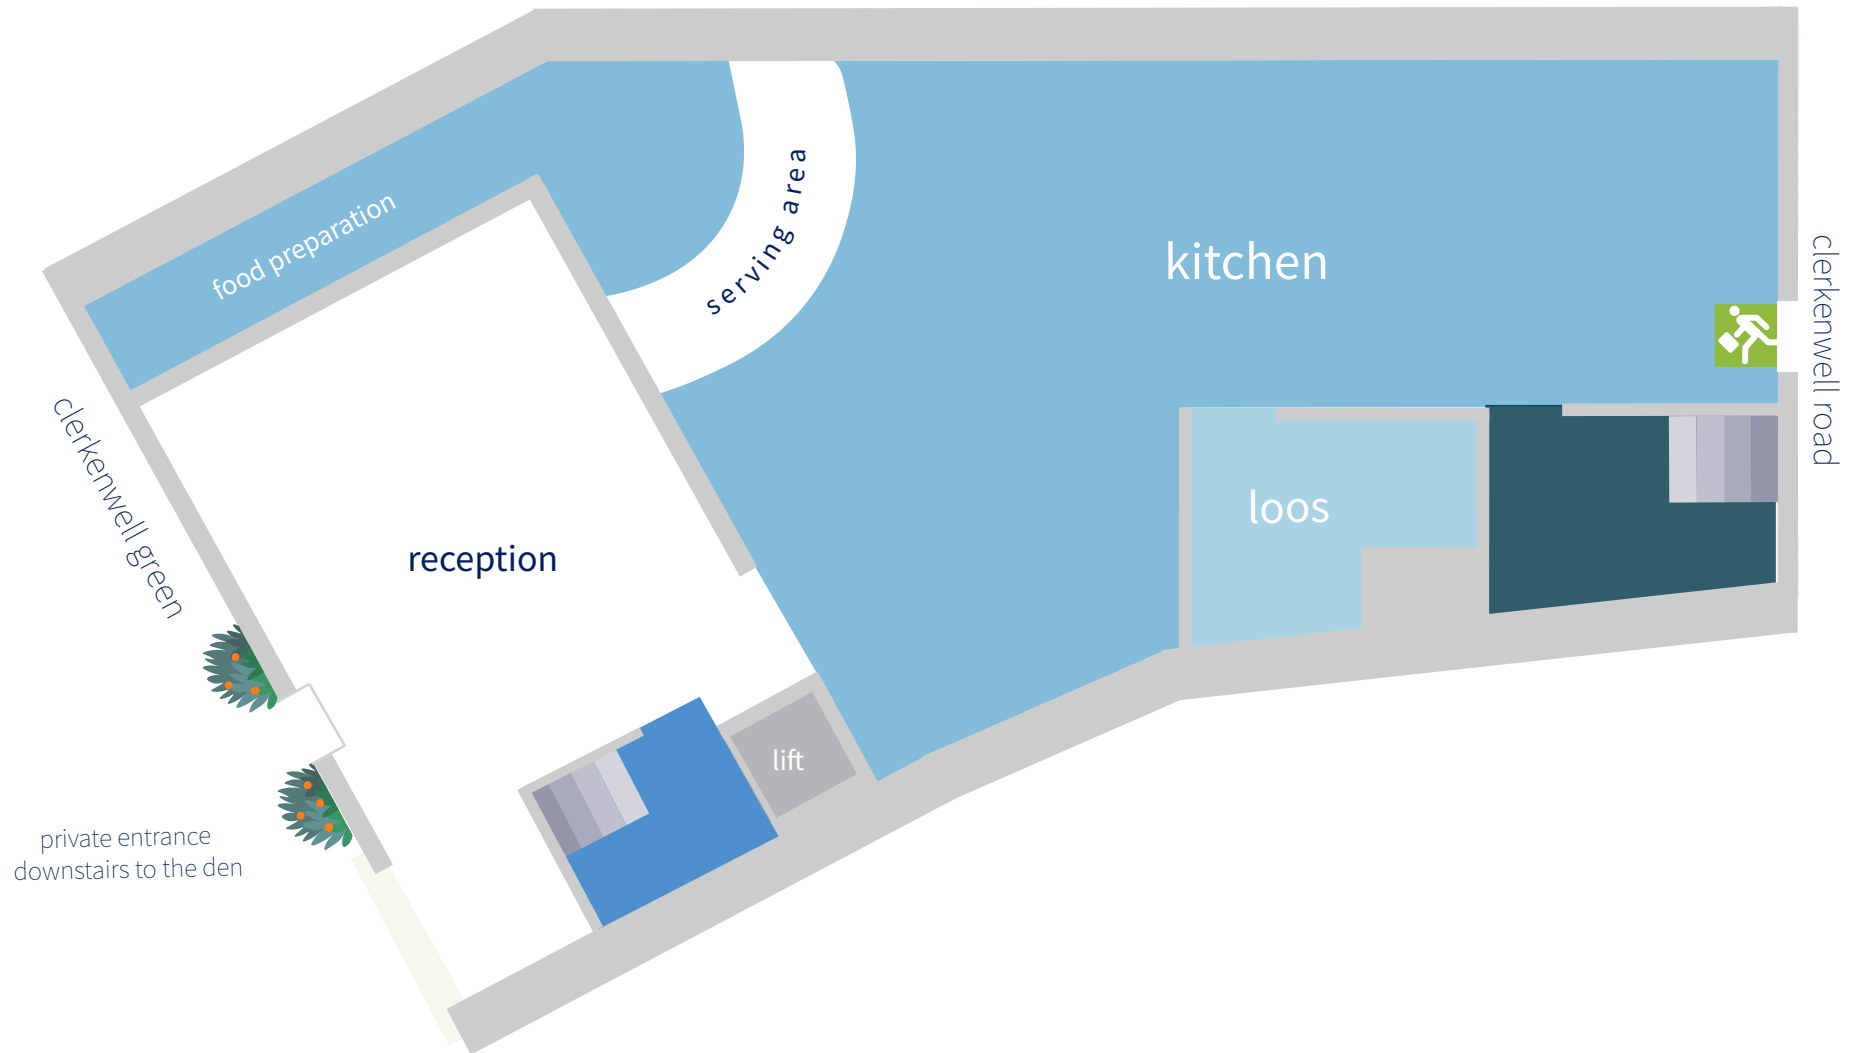 food preparation
serving area
kitchen
clerkenwell road
clerkenwell green
loos
reception
lift
private entrance
downstairs to the den